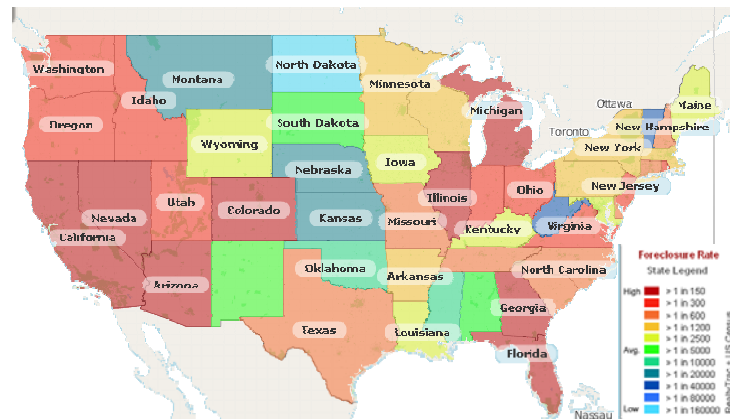 Washington
Montana
North Dakota
Minnesota
Idaho
Michigan
Ottawa
Maine
Oregon
South Dakota
New Hampshire
Toronto
Wyoming
New York
Iowa
Nebraska
New Jersey
Utah
Illinois
Ohio
Nevada
Colorado
Kansas
Missouri
Kentucky
Virginia
California
Oklahoma
North Carolina
Arizona
Arkansas
Georgia
Texas
Louisiana
Florida
Nassau
Foreclosure Rate
State Legend
High
> 1 in 150
> 1 in 300
> 1 in 600
> 1 in 1200
> 1 in 2500
Avg.
> 1 in 5000
> 1 in 10000
> 1 in 20000
> 1 in 40000
> 1 in 80000
Low
> 1 in 16000
RealtyTrac + US Census